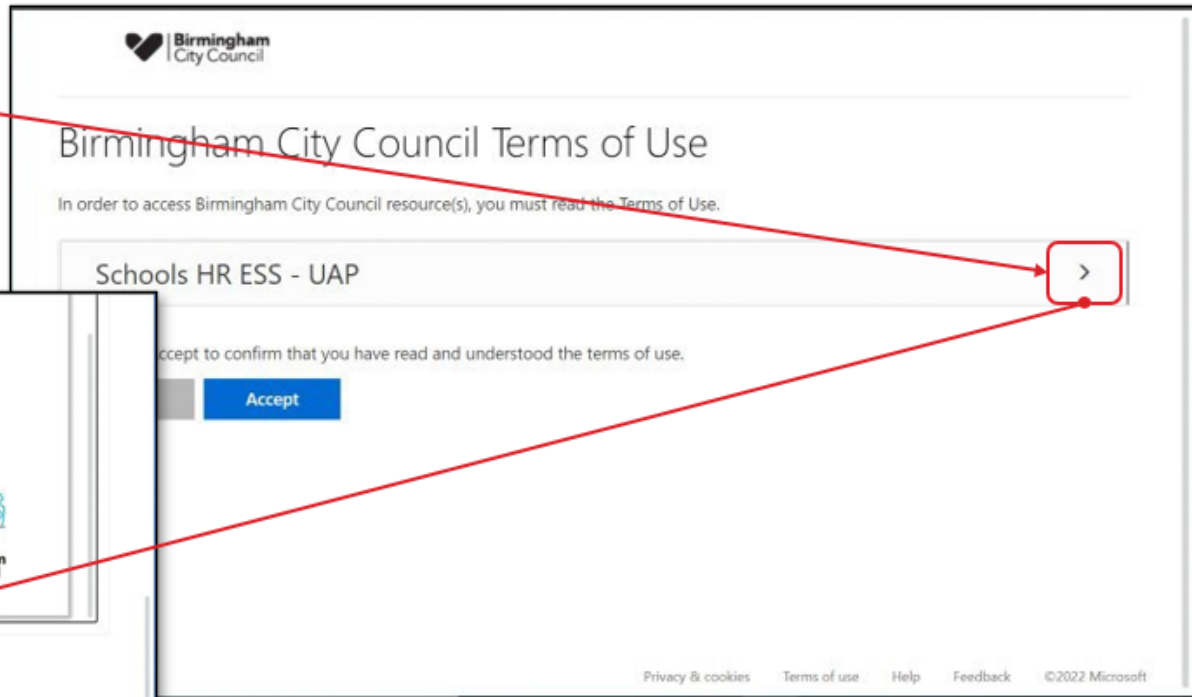 Birmingham
City Council
Birmingham City Council Terms of Use
In order to access Birmingham City Council resource(s), you must read the Terms of Use.
Schools HR ESS - UAP
ccept to confirm that you have read and understood the terms of use.
Accept
Privacy & cookies Terms of use Help Feedback ©2022 Microsoft